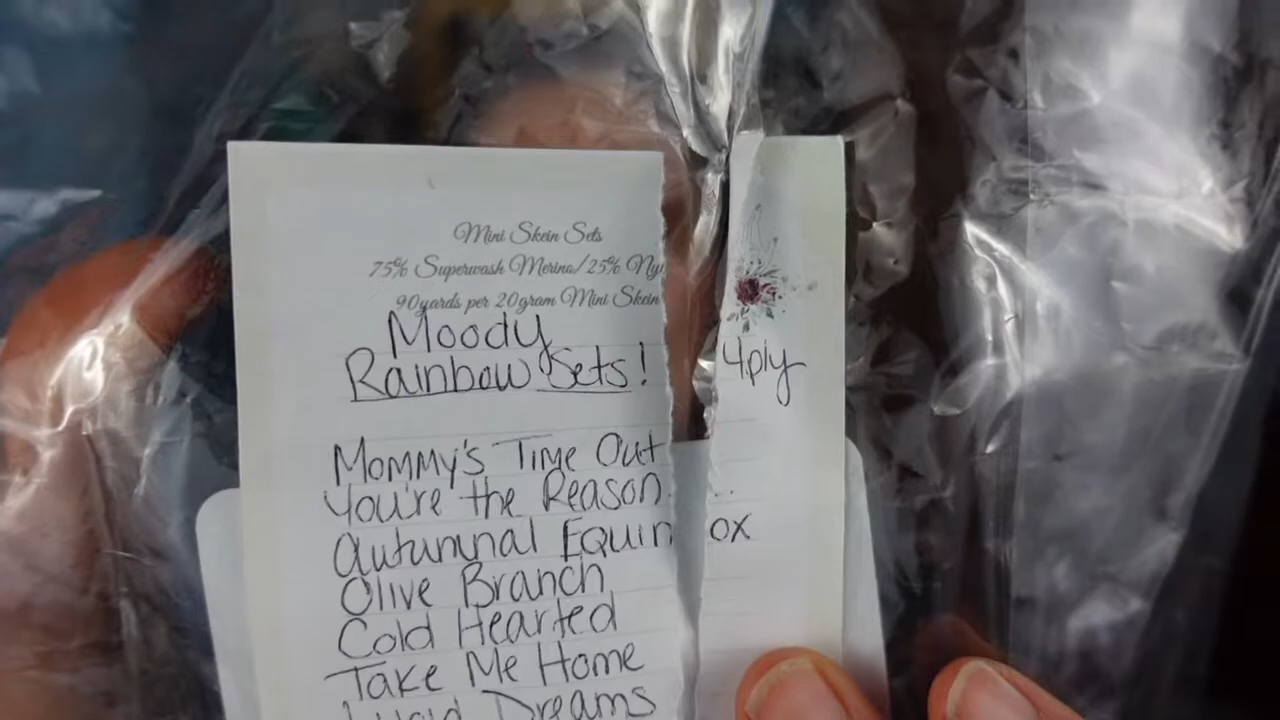 Mini Skein Sets
75% Superwash Merino/25% Ny
90yards per 20gram Mini Skein
Moody
Rainbow Sets! 4ply
Mommy's Time Out
You're the Reason...
Autumnal Equinox
Olive Branch
Cold Hearted
Take Me Home
Lucid Dreams